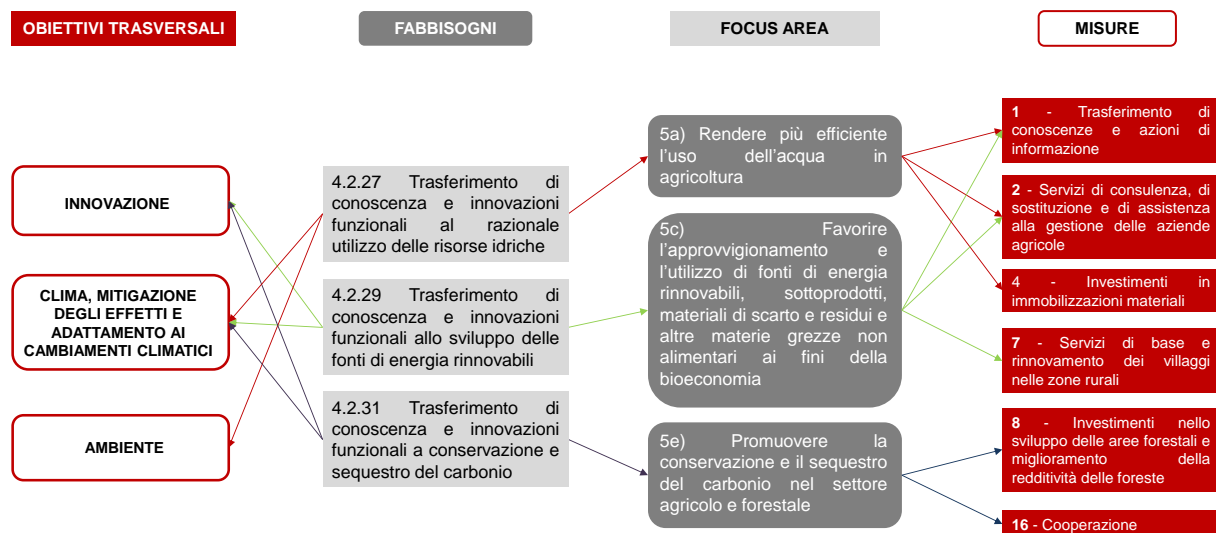 OBIETTIVI TRASVERSALI
FABBISOGNI
FOCUS AREA
MISURE
INNOVAZIONE
CLIMA, MITIGAZIONE
DEGLI EFFETTI E
ADATTAMENTO AI
CAMBIAMENTI CLIMATICI
AMBIENTE
4.2.27 Trasferimento di
conoscenza e innovazioni
funzionali al razionale
utilizzo delle risorse idriche
4.2.29 Trasferimento di
conoscenza e innovazioni
funzionali allo sviluppo delle
fonti di energia rinnovabili
4.2.31 Trasferimento di
conoscenza e innovazioni
funzionali a conservazione e
sequestro del carbonio
5a) Rendere più efficiente
l'uso dell'acqua in
agricoltura
5c) Favorire
l'approvvigionamento e
l'utilizzo di fonti di energia
rinnovabili, sottoprodotti,
materiali di scarto e residui e
altre materie grezze non
alimentari ai fini della
bioeconomia
5e) Promuovere la
conservazione e il sequestro
del carbonio nel settore
agricolo e forestale
1 - Trasferimento di
conoscenze e azioni di
informazione
2 - Servizi di consulenza, di
sostituzione e di assistenza
alla gestione delle aziende
agricole
4 - Investimenti in
immobilizzazioni materiali
7 - Servizi di base e
rinnovamento dei villaggi
nelle zone rurali
8 - Investimenti nello
sviluppo delle aree forestali e
miglioramento della
redditività delle foreste
16 - Cooperazione